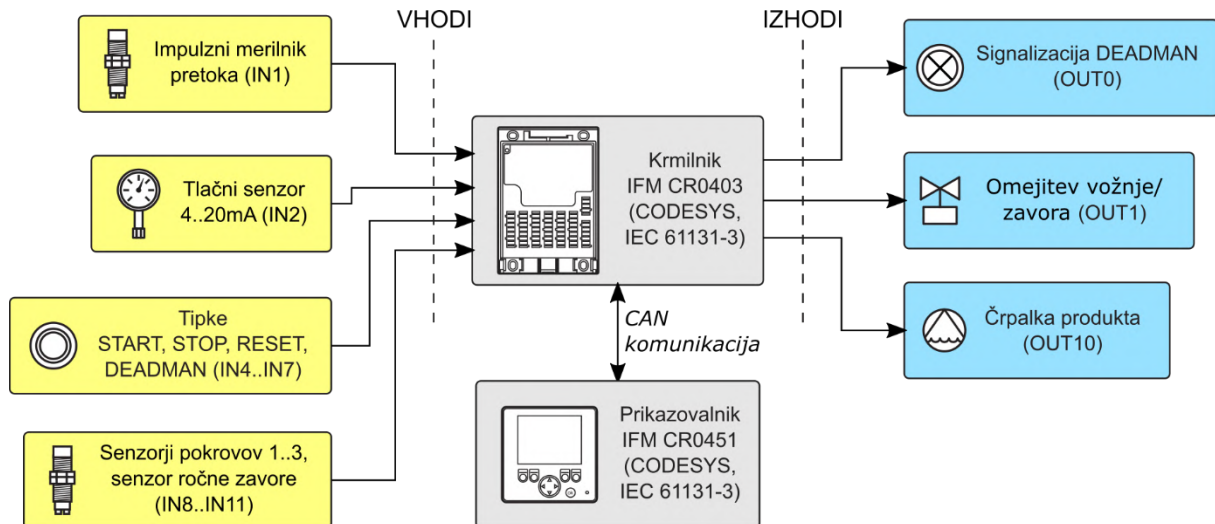 VHODI
IZHODI
Impulzni merilnik
pretoka (IN1)
Tlačni senzor
4..20mA (IN2)
Tipke
START, STOP, RESET,
DEADMAN (IN4..IN7)
Senzorji pokrovov 1..3,
senzor ročne zavore
(IN8..IN11)
Krmilnik
IFM CR0403
(CODESYS,
IEC 61131-3)
CAN
komunikacija
Prikazovalnik
IFM CR0451
(CODESYS,
IEC 61131-3)
Signalizacija DEADMAN
(OUT0)
Omejitev vožnje/
zavora (OUT1)
Črpalka produkta
(OUT10)